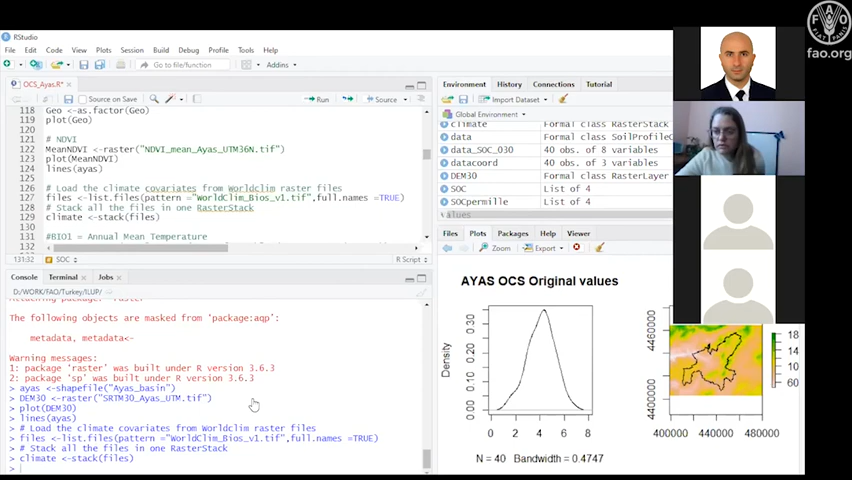 RStudio
File Edit Code View Plots Session Build Debug Profile Tools Help
Go to file/function
Addins
OCS_Ayas.R*
Source on Save
Run
Source
118 Geo <-as.factor(Geo)
119 plot(Geo)
120
121 # NDVI
122 MeanNDVI <-raster("NDVI_mean_Ayas_UTM36N.tif")
123 plot(MeanNDVI)
124 lines(ayas)
125
126 # Load the climate covariates from Worldclim raster files
127 files <-list.files(pattern ="WorldClim_Bios_v1.tif",full.names =TRUE)
128 # Stack all the files in one RasterStack
129 climate <-stack(files)
130
131 #BIO1 = Annual Mean Temperature
131:32
SOC
R Script
Console Terminal Jobs
D:/WORK/FAO/Turkey/ILUP/
Attaching package: 'raster'
The following objects are masked from 'package:aqp':
metadata, metadata<-
Warning messages:
1: package 'raster' was built under R version 3.6.3
2: package 'sp' was built under R version 3.6.3
> ayas <-shapefile("Ayas_basin")
> DEM30 <-raster("SRTM30_Ayas_UTM.tif")
> plot(DEM30)
> lines(ayas)
> # Load the climate covariates from Worldclim raster files
> files <-list.files(pattern ="WorldClim_Bios_v1.tif",full.names =TRUE)
> # Stack all the files in one RasterStack
> climate <-stack(files)
>
Environment History Connections Tutorial
Import Dataset
Global Environment
climate Formal class RasterStack
data Formal class SoilProfileC
data_SOC_030 40 obs. of 8 variables
datacoord 40 obs. of 3 variables
DEM30 Formal class RasterLayer
SOC List of 4
SOCpermille List of 4
Values
Files Plots Packages Help Viewer
Zoom Export
AYAS OCS Original values
Density
0.00 0.10 0.20 0.30
0 2 4 6 8
N = 40 Bandwidth = 0.4747
4400000 4460000
400000 440000 480000
18
16
14
12
10
60
FAO
FIAT PANIS
fao.org